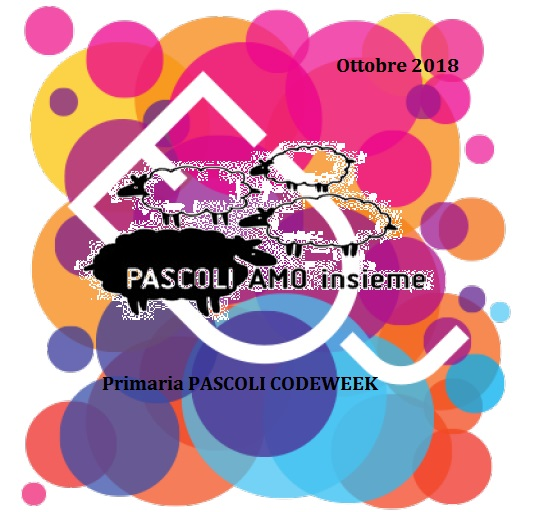 Ottobre 2018
PASCOLI AMO insieme
Primaria PASCOLI CODEWEEK